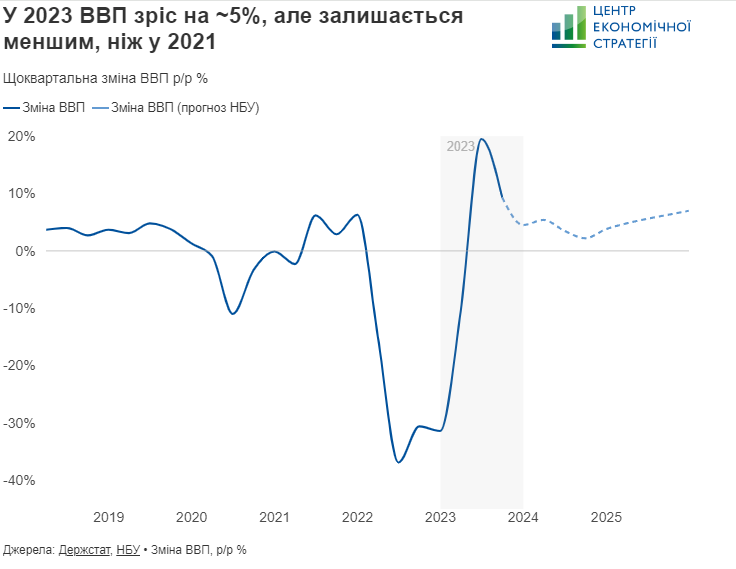 У 2023 ВВП зріс на ~5%, але залишається
меншим, ніж у 2021
ЦЕНТР
ЕКОНОМІЧНОЇ
СТРАТЕГІЇ
Щоквартальна зміна ВВП р/р %
Зміна ВВП
Зміна ВВП (прогноз НБУ)
20%
2023
10%
0%
-10%
-20%
-30%
-40%
2019
2020
2021
2022
2023
2024
2025
Джерела: Держстат, НБУ • Зміна ВВП, р/р %